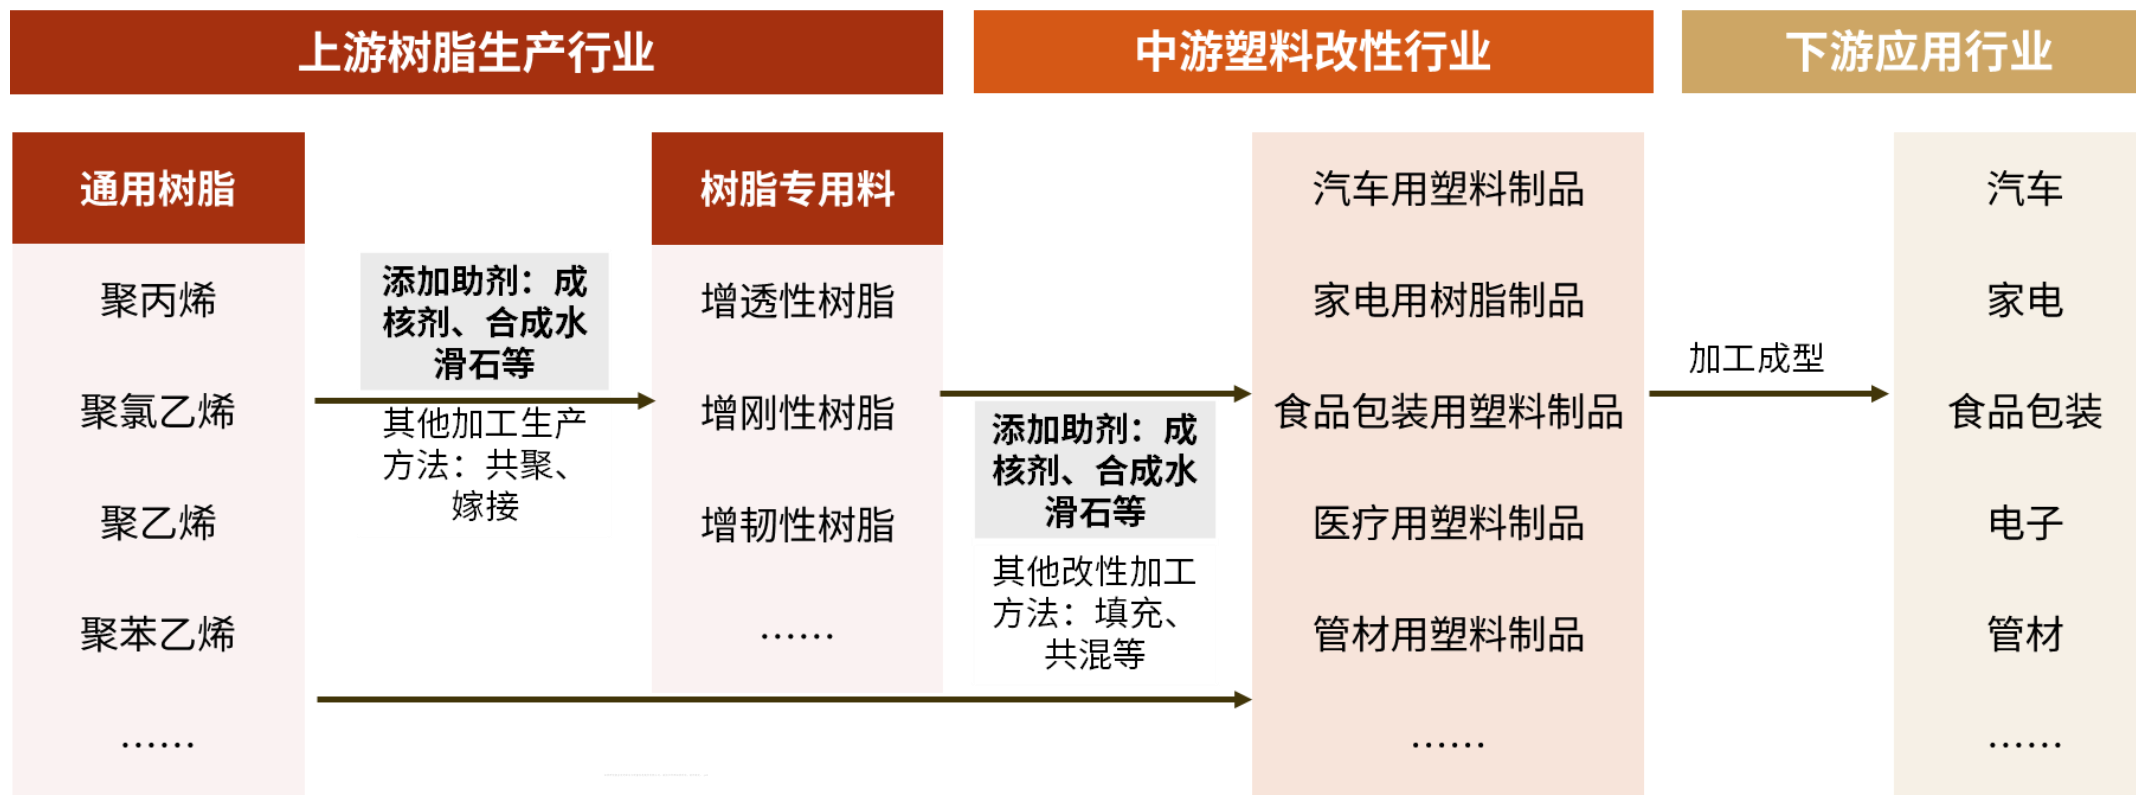 上游树脂生产行业
中游塑料改性行业
下游应用行业
通用树脂
聚丙烯
聚氯乙烯
聚乙烯
聚苯乙烯
……
添加助剂：成
核剂、合成水
滑石等
其他加工生产
方法：共聚、
嫁接
树脂专用料
增透性树脂
增刚性树脂
增韧性树脂
……
添加助剂：成
核剂、合成水
滑石等
其他改性加工
方法：填充、
共混等
汽车用塑料制品
家电用树脂制品
食品包装用塑料制品
医疗用塑料制品
管材用塑料制品
……
加工成型
汽车
家电
食品包装
电子
管材
……